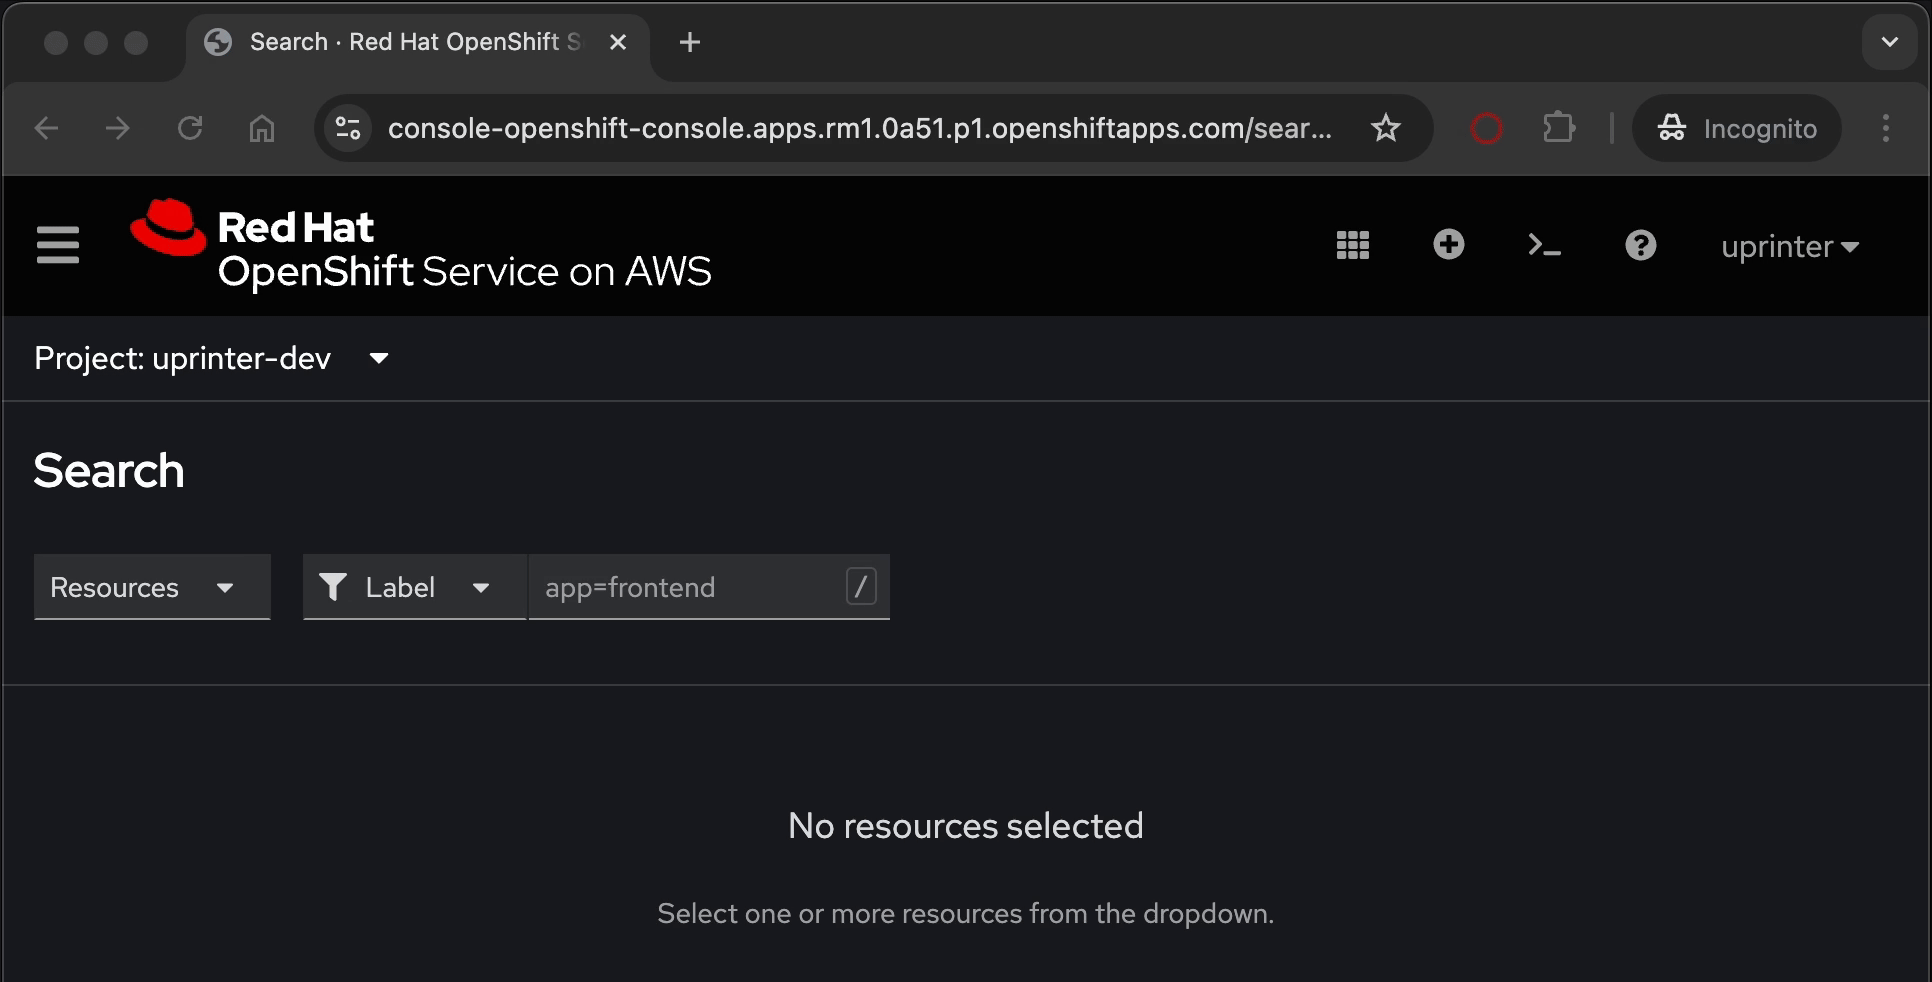 Search · Red Hat OpenShift S
console-openshift-console.apps.rm1.0a51.p1.openshiftapps.com/sear...
Incognito
Red Hat
OpenShift Service on AWS
uprinter
Project: uprinter-dev
Search
Resources
Label
app=frontend
/
No resources selected
Select one or more resources from the dropdown.